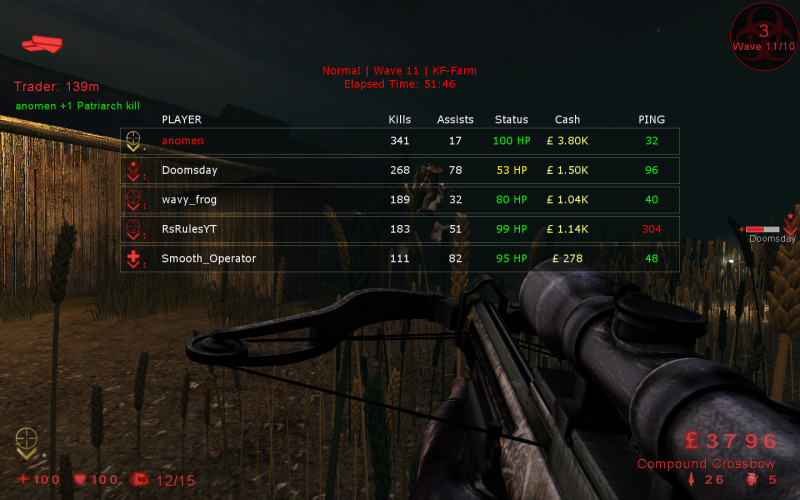 3
Wave 11/10
Normal | Wave 11 | KF-Farm
Elapsed Time: 51:46
Trader: 139m
anomen +1 Patriarch kill
PLAYER Kills Assists Status Cash PING
anomen 341 17 100 HP £ 3.80K 32
Doomsday 268 78 53 HP £ 1.50K 96
wavy_frog 189 32 80 HP £ 1.04K 40
RsRulesYT 183 51 99 HP £ 1.14K 304
Smooth_Operator 111 82 95 HP £ 278 48
Doomsday
£3796
Compound Crossbow
100 100 12/15
26 5